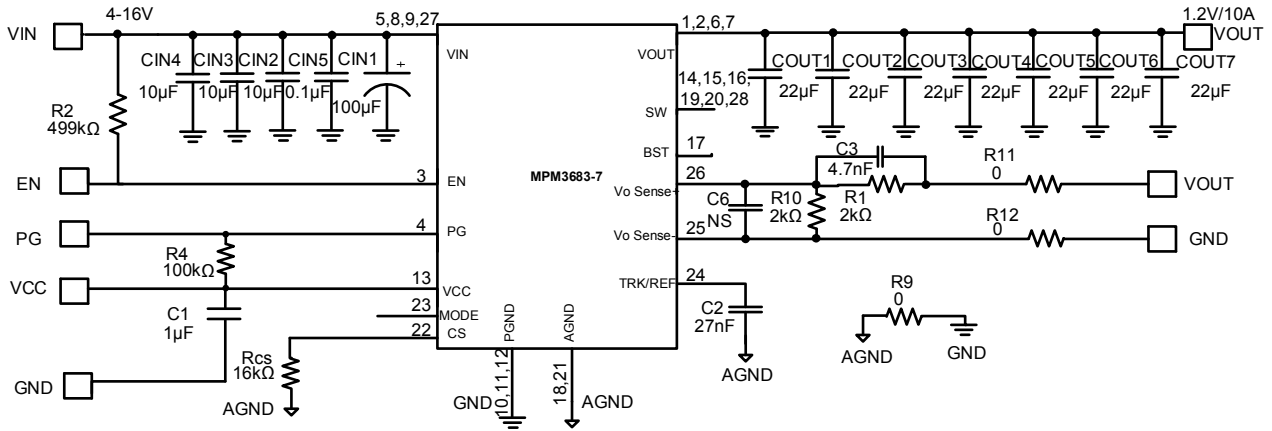 4-16V
VIN
5,8,9,27
1,2,6,7
1.2V/10A
VOUT
VIN
VOUT
CIN4
10µF
CIN3
10µF
CIN2
10µF
CIN5
0.1µF
CIN1
+
100µF
COUT1
22µF
COUT2
22µF
COUT3
22µF
COUT4
22µF
COUT5
22µF
COUT6
22µF
COUT7
22µF
14,15,16,
19,20,28
SW
R2
499kΩ
17
BST
MPM3683-7
EN
3
EN
26
Vo Sense+
C3
4.7nF
R11
0
VOUT
C6
NS
R10
2kΩ
R1
2kΩ
PG
4
PG
25
Vo Sense-
R12
0
GND
R4
100kΩ
VCC
13
VCC
24
TRK/REF
C2
27nF
AGND
R9
0
AGND
GND
23
MODE
C1
1µF
22
CS
Rcs
16kΩ
AGND
GND
PGND
AGND
10,11,12
GND
18,21
AGND